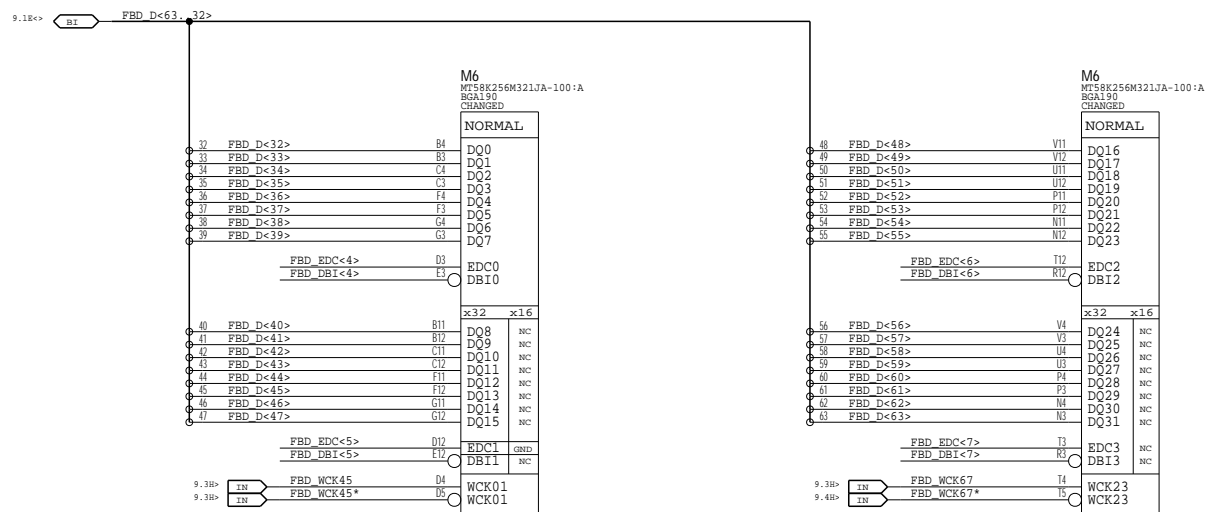 9.1E<> BI FBD_D<63..32>
M6
MT58K256M321JA-100:A
BGA190
CHANGED
NORMAL
32 FBD_D<32> B4 DQ0
33 FBD_D<33> B3 DQ1
34 FBD_D<34> C4 DQ2
35 FBD_D<35> C3 DQ3
36 FBD_D<36> F4 DQ4
37 FBD_D<37> F3 DQ5
38 FBD_D<38> G4 DQ6
39 FBD_D<39> G3 DQ7
FBD_EDC<4> D3 EDC0
FBD_DBI<4> E3 DBI0
x32 x16
40 FBD_D<40> B11 DQ8 NC
41 FBD_D<41> B12 DQ9 NC
42 FBD_D<42> C11 DQ10 NC
43 FBD_D<43> C12 DQ11 NC
44 FBD_D<44> F11 DQ12 NC
45 FBD_D<45> F12 DQ13 NC
46 FBD_D<46> G11 DQ14 NC
47 FBD_D<47> G12 DQ15 NC
FBD_EDC<5> D12 EDC1 GND
FBD_DBI<5> E12 DBI1 NC
9.3H> IN FBD_WCK45 D4 WCK01
9.3H> IN FBD_WCK45* D5 WCK01
M6
MT58K256M321JA-100:A
BGA190
CHANGED
NORMAL
48 FBD_D<48> V11 DQ16
49 FBD_D<49> V12 DQ17
50 FBD_D<50> U11 DQ18
51 FBD_D<51> U12 DQ19
52 FBD_D<52> P11 DQ20
53 FBD_D<53> P12 DQ21
54 FBD_D<54> N11 DQ22
55 FBD_D<55> N12 DQ23
FBD_EDC<6> T12 EDC2
FBD_DBI<6> R12 DBI2
x32 x16
56 FBD_D<56> V4 DQ24 NC
57 FBD_D<57> V3 DQ25 NC
58 FBD_D<58> U4 DQ26 NC
59 FBD_D<59> U3 DQ27 NC
60 FBD_D<60> P4 DQ28 NC
61 FBD_D<61> P3 DQ29 NC
62 FBD_D<62> N4 DQ30 NC
63 FBD_D<63> N3 DQ31 NC
FBD_EDC<7> T3 EDC3 NC
FBD_DBI<7> R3 DBI3 NC
9.3H> IN FBD_WCK67 T4 WCK23
9.4H> IN FBD_WCK67* T5 WCK23